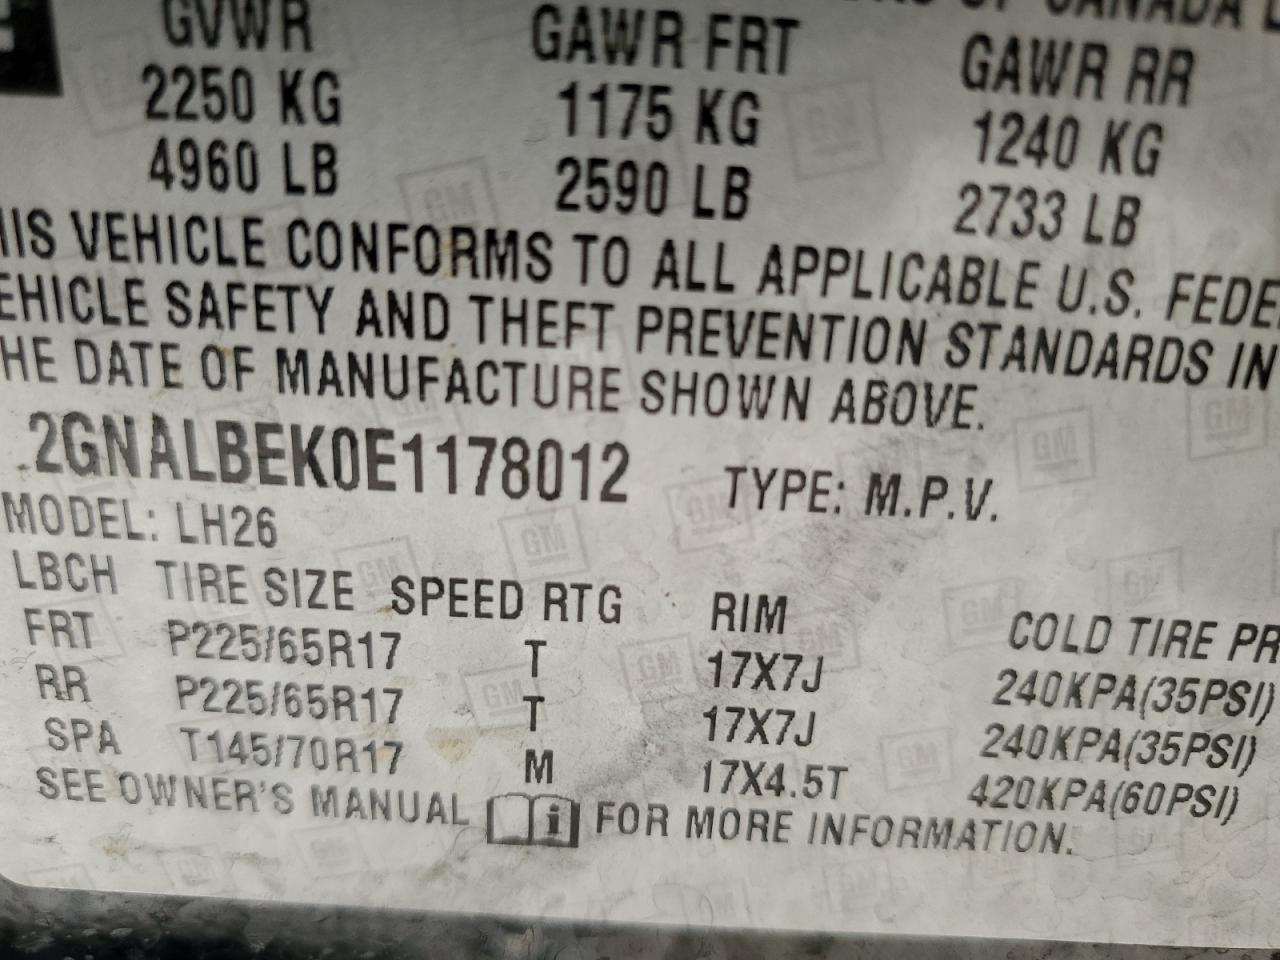 OF CANADA
GVWR GAWR FRT GAWR RR
2250 KG 1175 KG 1240 KG
4960 LB 2590 LB 2733 LB
HIS VEHICLE CONFORMS TO ALL APPLICABLE U.S. FEDE
EHICLE SAFETY AND THEFT PREVENTION STANDARDS IN
HE DATE OF MANUFACTURE SHOWN ABOVE.
2GNALBEK0E1178012 TYPE: M.P.V.
MODEL: LH26
LBCH TIRE SIZE SPEED RTG RIM COLD TIRE PR
FRT P225/65R17 T 17X7J 240KPA(35PSI)
RR P225/65R17 T 17X7J 240KPA(35PSI)
SPA T145/70R17 M 17X4.5T 420KPA(60PSI)
SEE OWNER'S MANUAL i FOR MORE INFORMATION.